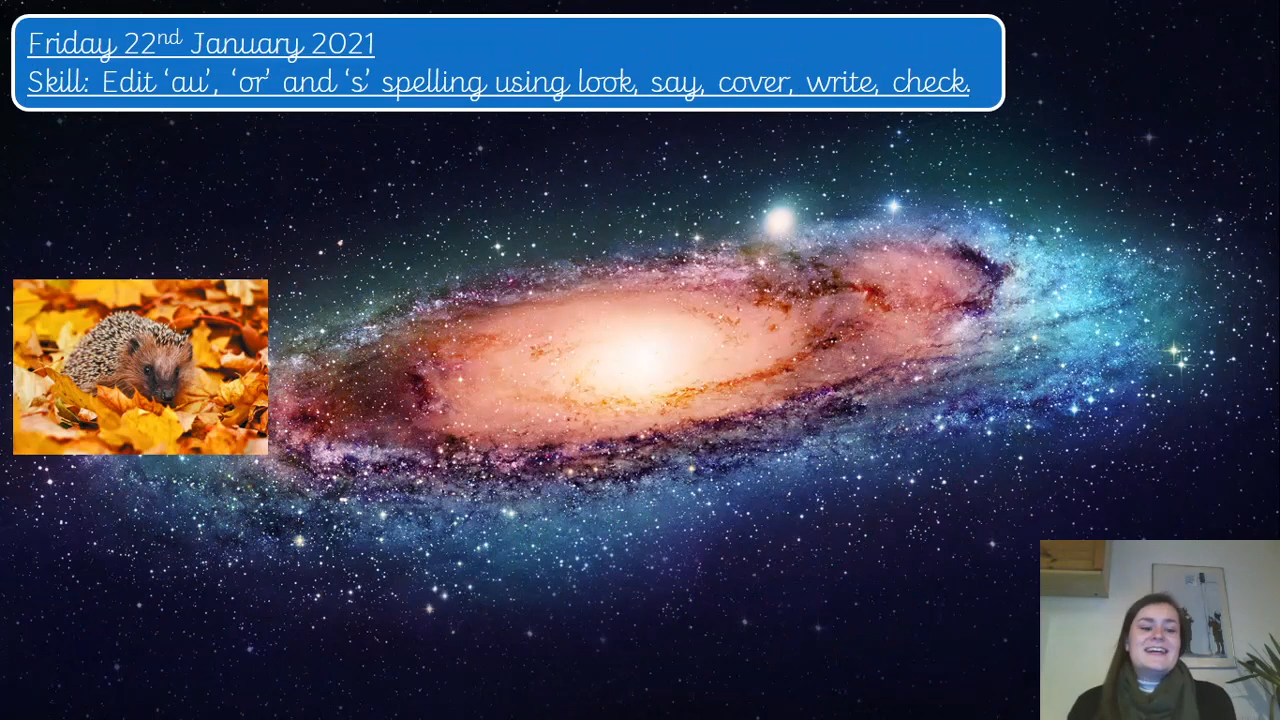 Friday 22nd January 2021
Skill: Edit ‘au’, ‘or’ and ‘s’ spelling using look, say, cover, write, check.